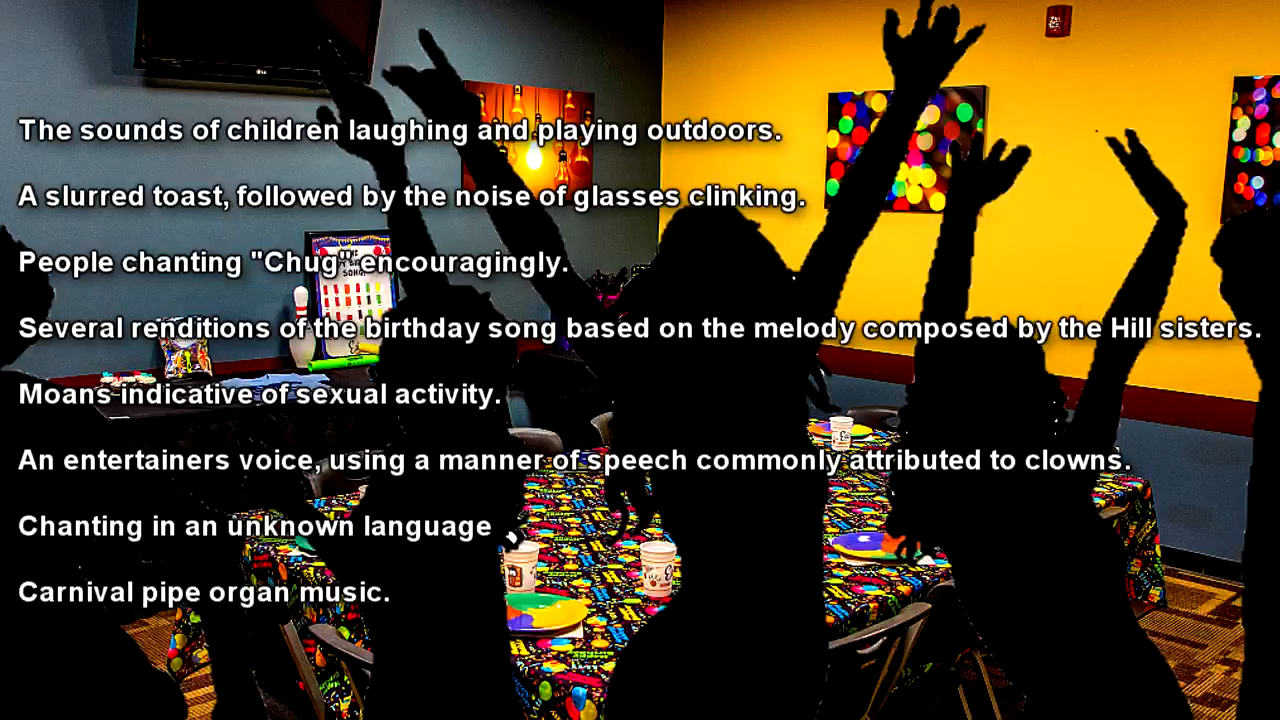 The sounds of children laughing and playing outdoors.
A slurred toast, followed by the noise of glasses clinking.
People chanting "Chug" encouragingly.
Several renditions of the birthday song based on the melody composed by the Hill sisters.
Moans indicative of sexual activity.
An entertainers voice, using a manner of speech commonly attributed to clowns.
Chanting in an unknown language
Carnival pipe organ music.